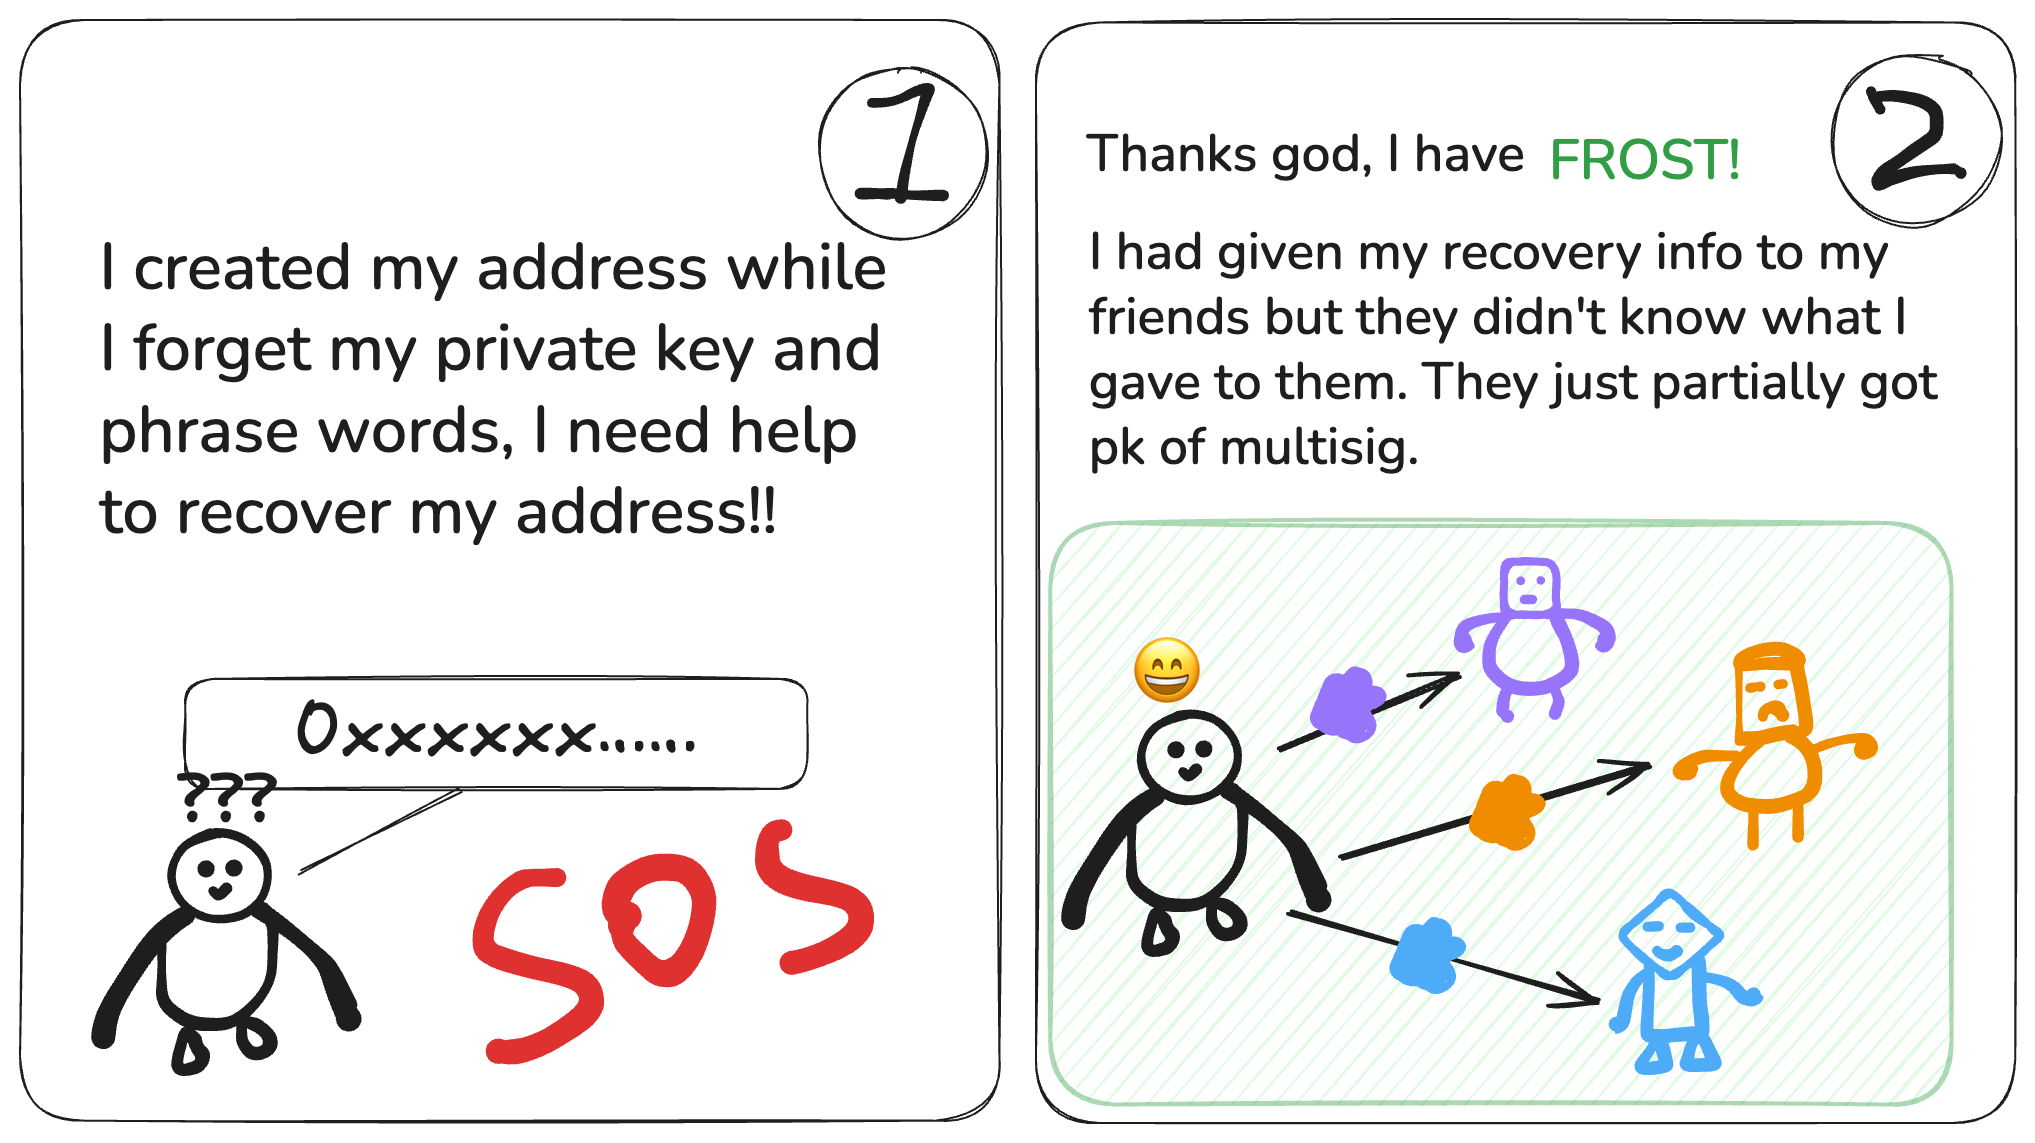 1
I created my address while
I forget my private key and
phrase words, I need help
to recover my address!!
0xxxxxxx......
???
SOS
2
Thanks god, I have FROST!
I had given my recovery info to my
friends but they didn't know what I
gave to them. They just partially got
pk of multisig.